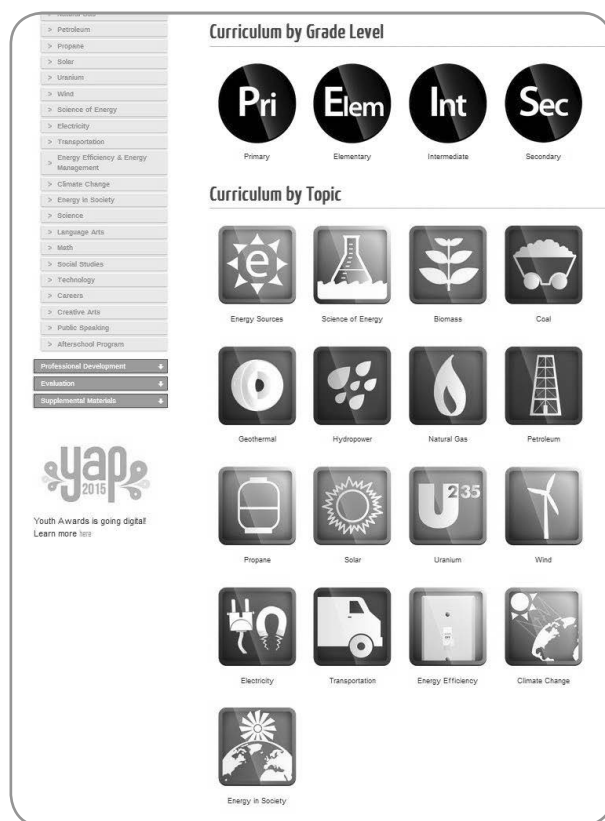 > Petroleum
> Propane
> Solar
> Uranium
> Wind
> Science of Energy
> Electricity
> Transportation
> Energy Efficiency & Energy
Management
> Climate Change
> Energy in Society
> Science
> Language Arts
> Math
> Social Studies
> Technology
> Careers
> Creative Arts
> Public Speaking
> Afterschool Program
Professional Development
Evaluation
Supplemental Materials
yap
2015
Youth Awards is going digital!
Learn more here
Curriculum by Grade Level
Pri Elem Int Sec
Primary Elementary Intermediate Secondary
Curriculum by Topic
e
Energy Sources Science of Energy Biomass Coal
Geothermal Hydropower Natural Gas Petroleum
U 235
Propane Solar Uranium Wind
Electricity Transportation Energy Efficiency Climate Change
Energy in Society